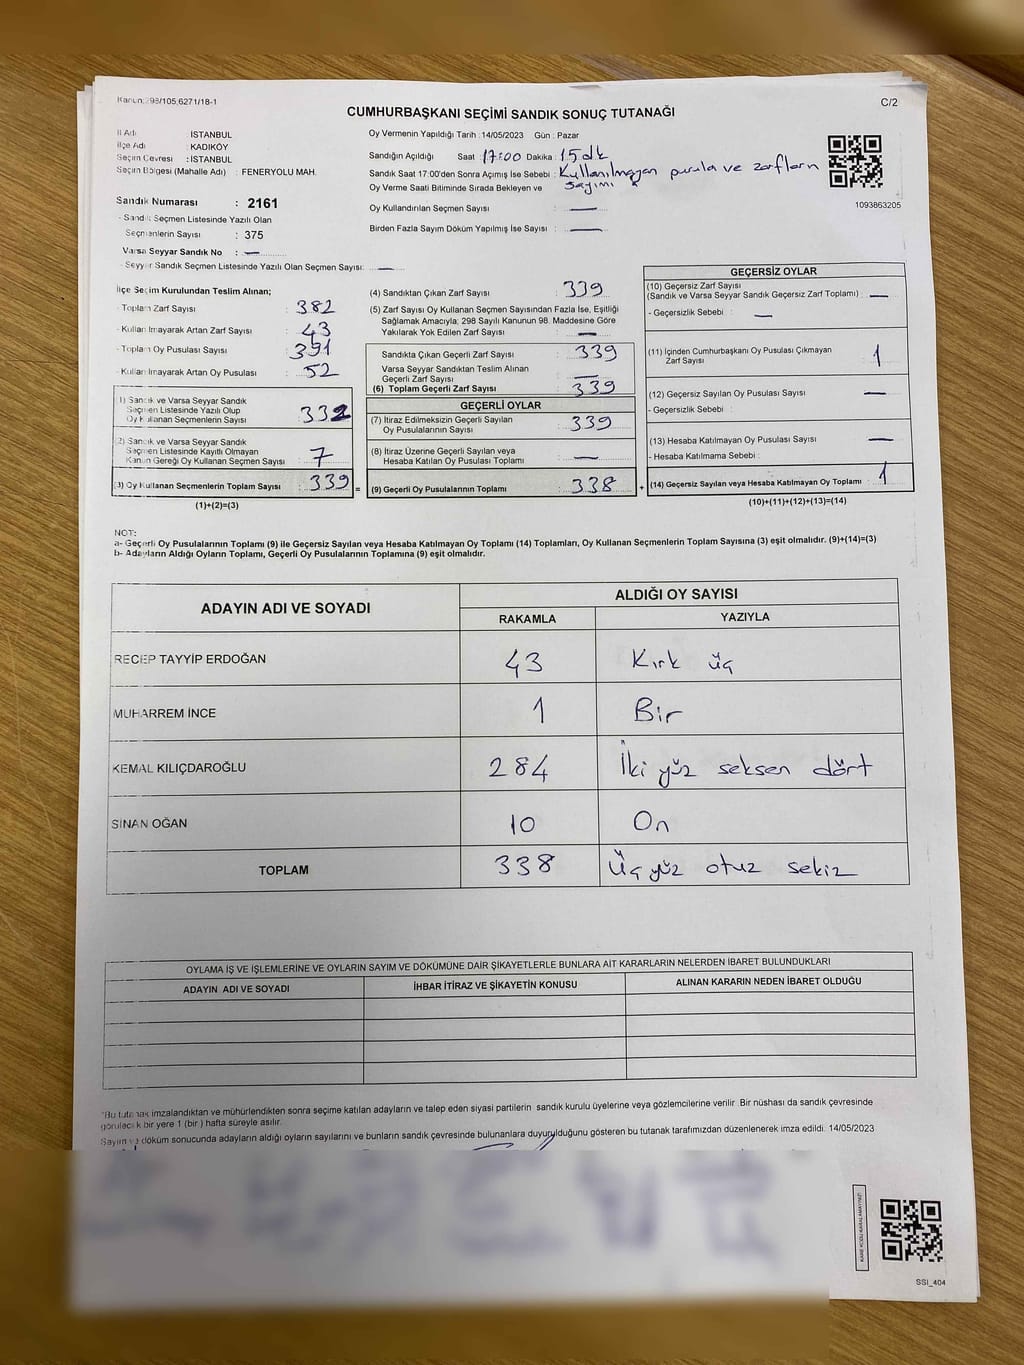 Kanun:298/105;6271/18-1
C/2
CUMHURBAŞKANI SEÇİMİ SANDIK SONUÇ TUTANAĞI
İl Adı : İSTANBUL
İlçe Adı : KADIKÖY
Seçim Çevresi : İSTANBUL
Seçim Bölgesi (Mahalle Adı) : FENERYOLU MAH.
Sandık Numarası : 2161
- Sandık Seçmen Listesinde Yazılı Olan
Seçmenlerin Sayısı : 375
Varsa Seyyar Sandık No : —
- Seyyar Sandık Seçmen Listesinde Yazılı Olan Seçmen Sayısı: —
Oy Vermenin Yapıldığı Tarih : 14/05/2023 Gün : Pazar
Sandığın Açıldığı Saat 17:00 Dakika : 15 dk
Sandık Saat 17:00'den Sonra Açımış İse Sebebi : Kullanılmayan pusula ve zarfların
Oy Verme Saati Bitiminde Sırada Bekleyen ve sayımı
Oy Kullandırılan Seçmen Sayısı : —
Birden Fazla Sayım Döküm Yapılmış İse Sayısı : —
1093863205
İlçe Seçim Kurulundan Teslim Alınan;
- Toplam Zarf Sayısı : 382
- Kullanılmayarak Artan Zarf Sayısı : 43
- Toplam Oy Pusulası Sayısı : 391
- Kullanılmayarak Artan Oy Pusulası : 52
(1) Sandık ve Varsa Seyyar Sandık
Seçmen Listesinde Yazılı Olup
Oy Kullanan Seçmenlerin Sayısı : 332
(2) Sandık ve Varsa Seyyar Sandık
Seçmen Listesinde Kayıtlı Olmayan
Kanun Gereği Oy Kullanan Seçmen Sayısı : 7
(3) Oy Kullanan Seçmenlerin Toplam Sayısı : 339 =
(1)+(2)=(3)
(4) Sandıktan Çıkan Zarf Sayısı : 339
(5) Zarf Sayısı Oy Kullanan Seçmen Sayısından Fazla İse, Eşitliği
Sağlamak Amacıyla; 298 Sayılı Kanunun 98. Maddesine Göre
Yakılarak Yok Edilen Zarf Sayısı : —
Sandıkta Çıkan Geçerli Zarf Sayısı : 339
Varsa Seyyar Sandıktan Teslim Alınan
Geçerli Zarf Sayısı : —
(6) Toplam Geçerli Zarf Sayısı : 339
GEÇERLİ OYLAR
(7) İtiraz Edilmeksizin Geçerli Sayılan
Oy Pusulalarının Sayısı : 339
(8) İtiraz Üzerine Geçerli Sayılan veya
Hesaba Katılan Oy Pusulası Toplamı : —
(9) Geçerli Oy Pusulalarının Toplamı : 338 +
GEÇERSİZ OYLAR
(10) Geçersiz Zarf Sayısı
(Sandık ve Varsa Seyyar Sandık Geçersiz Zarf Toplamı) : —
- Geçersizlik Sebebi : —
(11) İçinden Cumhurbaşkanı Oy Pusulası Çıkmayan
Zarf Sayısı : 1
(12) Geçersiz Sayılan Oy Pusulası Sayısı : —
- Geçersizlik Sebebi :
(13) Hesaba Katılmayan Oy Pusulası Sayısı : —
- Hesaba Katılmama Sebebi :
(14) Geçersiz Sayılan veya Hesaba Katılmayan Oy Toplamı : 1
(10)+(11)+(12)+(13)=(14)
NOT:
a- Geçerli Oy Pusulalarının Toplamı (9) ile Geçersiz Sayılan veya Hesaba Katılmayan Oy Toplamı (14) Toplamları, Oy Kullanan Seçmenlerin Toplam Sayısına (3) eşit olmalıdır. (9)+(14)=(3)
b- Adayların Aldığı Oyların Toplamı, Geçerli Oy Pusulalarının Toplamına (9) eşit olmalıdır.
ADAYIN ADI VE SOYADI ALDIĞI OY SAYISI
RAKAMLA YAZIYLA
RECEP TAYYİP ERDOĞAN 43 Kırk üç
MUHARREM İNCE 1 Bir
KEMAL KILIÇDAROĞLU 284 İki yüz seksen dört
SİNAN OĞAN 10 On
TOPLAM 338 Üç yüz otuz sekiz
OYLAMA İŞ VE İŞLEMLERİNE VE OYLARIN SAYIM VE DÖKÜMÜNE DAİR ŞİKAYETLERLE BUNLARA AİT KARARLARIN NELERDEN İBARET BULUNDUKLARI
ADAYIN ADI VE SOYADI İHBAR İTİRAZ VE ŞİKAYETİN KONUSU ALINAN KARARIN NEDEN İBARET OLDUĞU
*Bu tutanak imzalandıktan ve mühürlendikten sonra seçime katılan adayların ve talep eden siyasi partilerin sandık kurulu üyelerine veya gözlemcilerine verilir .Bir nüshası da sandık çevresinde
görülecek bir yere 1 (bir ) hafta süreyle asılır.
Sayım ve döküm sonucunda adayların aldığı oyların sayılarını ve bunların sandık çevresinde bulunanlara duyurulduğunu gösteren bu tutanak tarafımızdan düzenlenerek imza edildi. 14/05/2023
KARE KODU KARALAMAYINIZ!
SSI_404